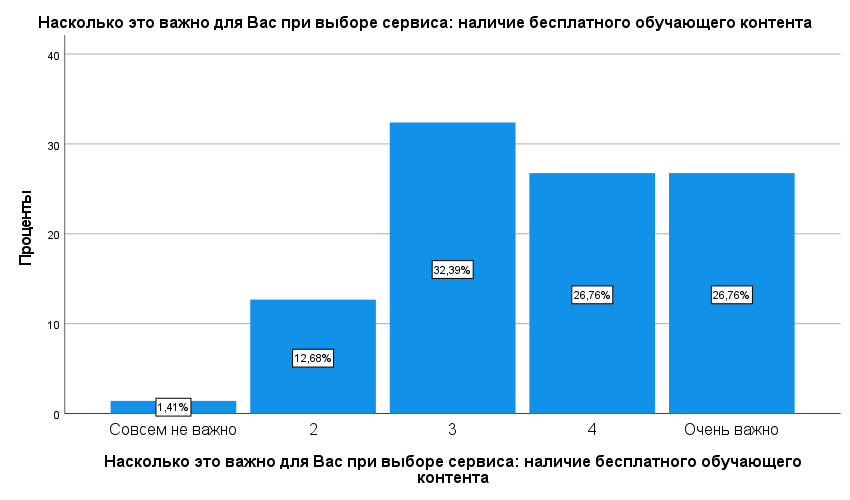 Насколько это важно для Вас при выборе сервиса: наличие бесплатного обучающего контента
Проценты
40
30
20
10
0
1,41%
12,68%
32,39%
26,76%
26,76%
Совсем не важно
2
3
4
Очень важно
Насколько это важно для Вас при выборе сервиса: наличие бесплатного обучающего
контента